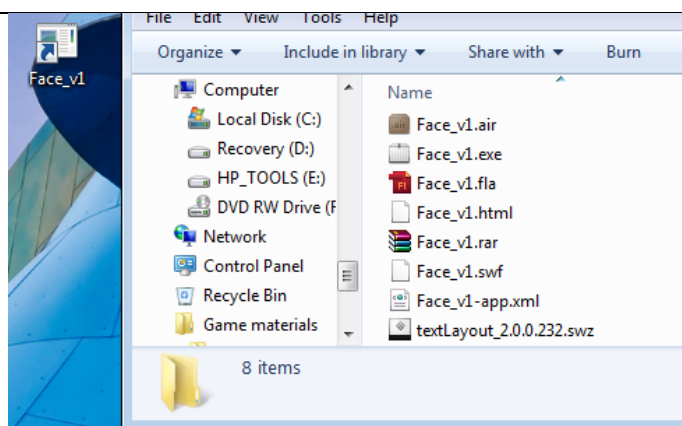 File Edit View Tools Help
Organize Include in library Share with Burn
Face_v1
Computer
Local Disk (C:)
Recovery (D:)
HP_TOOLS (E:)
DVD RW Drive (F
Network
Control Panel
Recycle Bin
Game materials
Name
air Face_v1.air
Face_v1.exe
Fl Face_v1.fla
Face_v1.html
Face_v1.rar
Face_v1.swf
Face_v1-app.xml
textLayout_2.0.0.232.swz
8 items